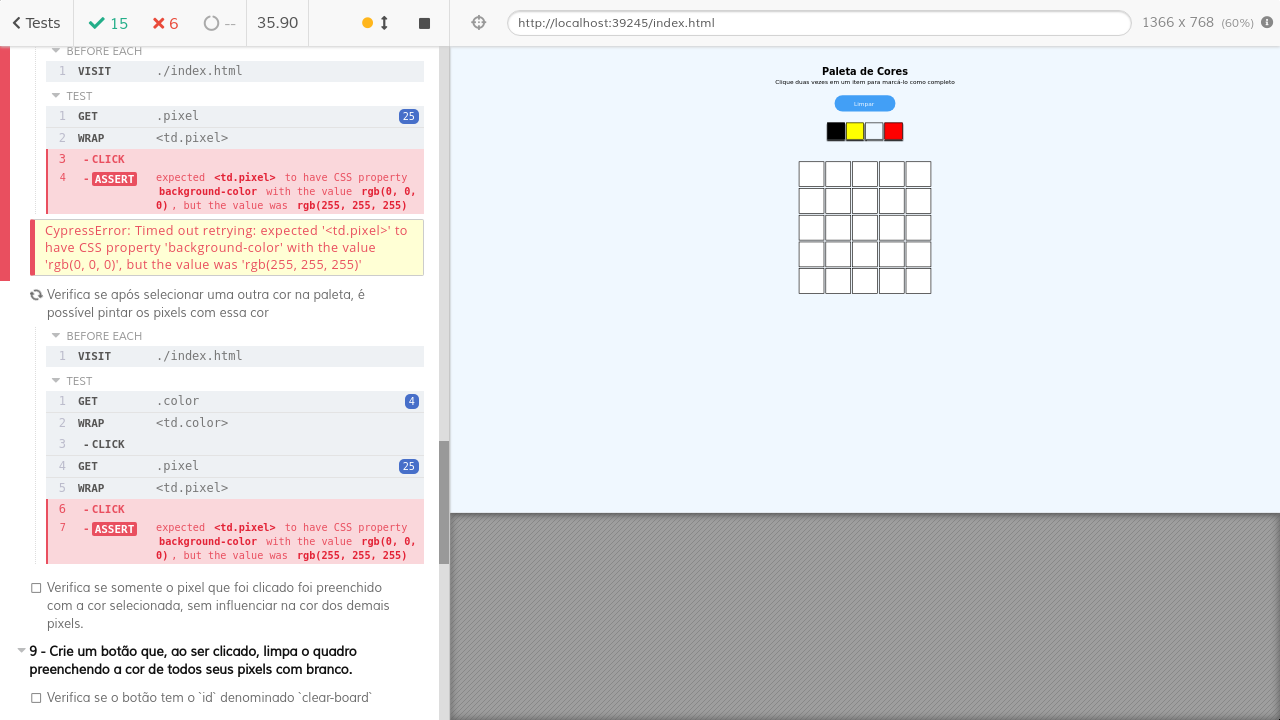 Tests
15
6
--
35.90
http://localhost:39245/index.html
1366 x 768 (60%)
BEFORE EACH
1 VISIT ./index.html
TEST
1 GET .pixel 25
2 WRAP <td.pixel>
3 - CLICK
4 - ASSERT expected <td.pixel> to have CSS property
background-color with the value rgb(0, 0,
0) , but the value was rgb(255, 255, 255)
CypressError: Timed out retrying: expected '<td.pixel>' to
have CSS property 'background-color' with the value
'rgb(0, 0, 0)', but the value was 'rgb(255, 255, 255)'
Verifica se após selecionar uma outra cor na paleta, é
possível pintar os pixels com essa cor
BEFORE EACH
1 VISIT ./index.html
TEST
1 GET .color 4
2 WRAP <td.color>
3 - CLICK
4 GET .pixel 25
5 WRAP <td.pixel>
6 - CLICK
7 - ASSERT expected <td.pixel> to have CSS property
background-color with the value rgb(0, 0,
0) , but the value was rgb(255, 255, 255)
Verifica se somente o pixel que foi clicado foi preenchido
com a cor selecionada, sem influenciar na cor dos demais
pixels.
9 - Crie um botão que, ao ser clicado, limpa o quadro
preenchendo a cor de todos seus pixels com branco.
Verifica se o botão tem o `id` denominado `clear-board`
Paleta de Cores
Clique duas vezes em um item para marcá-lo como completo
Limpar